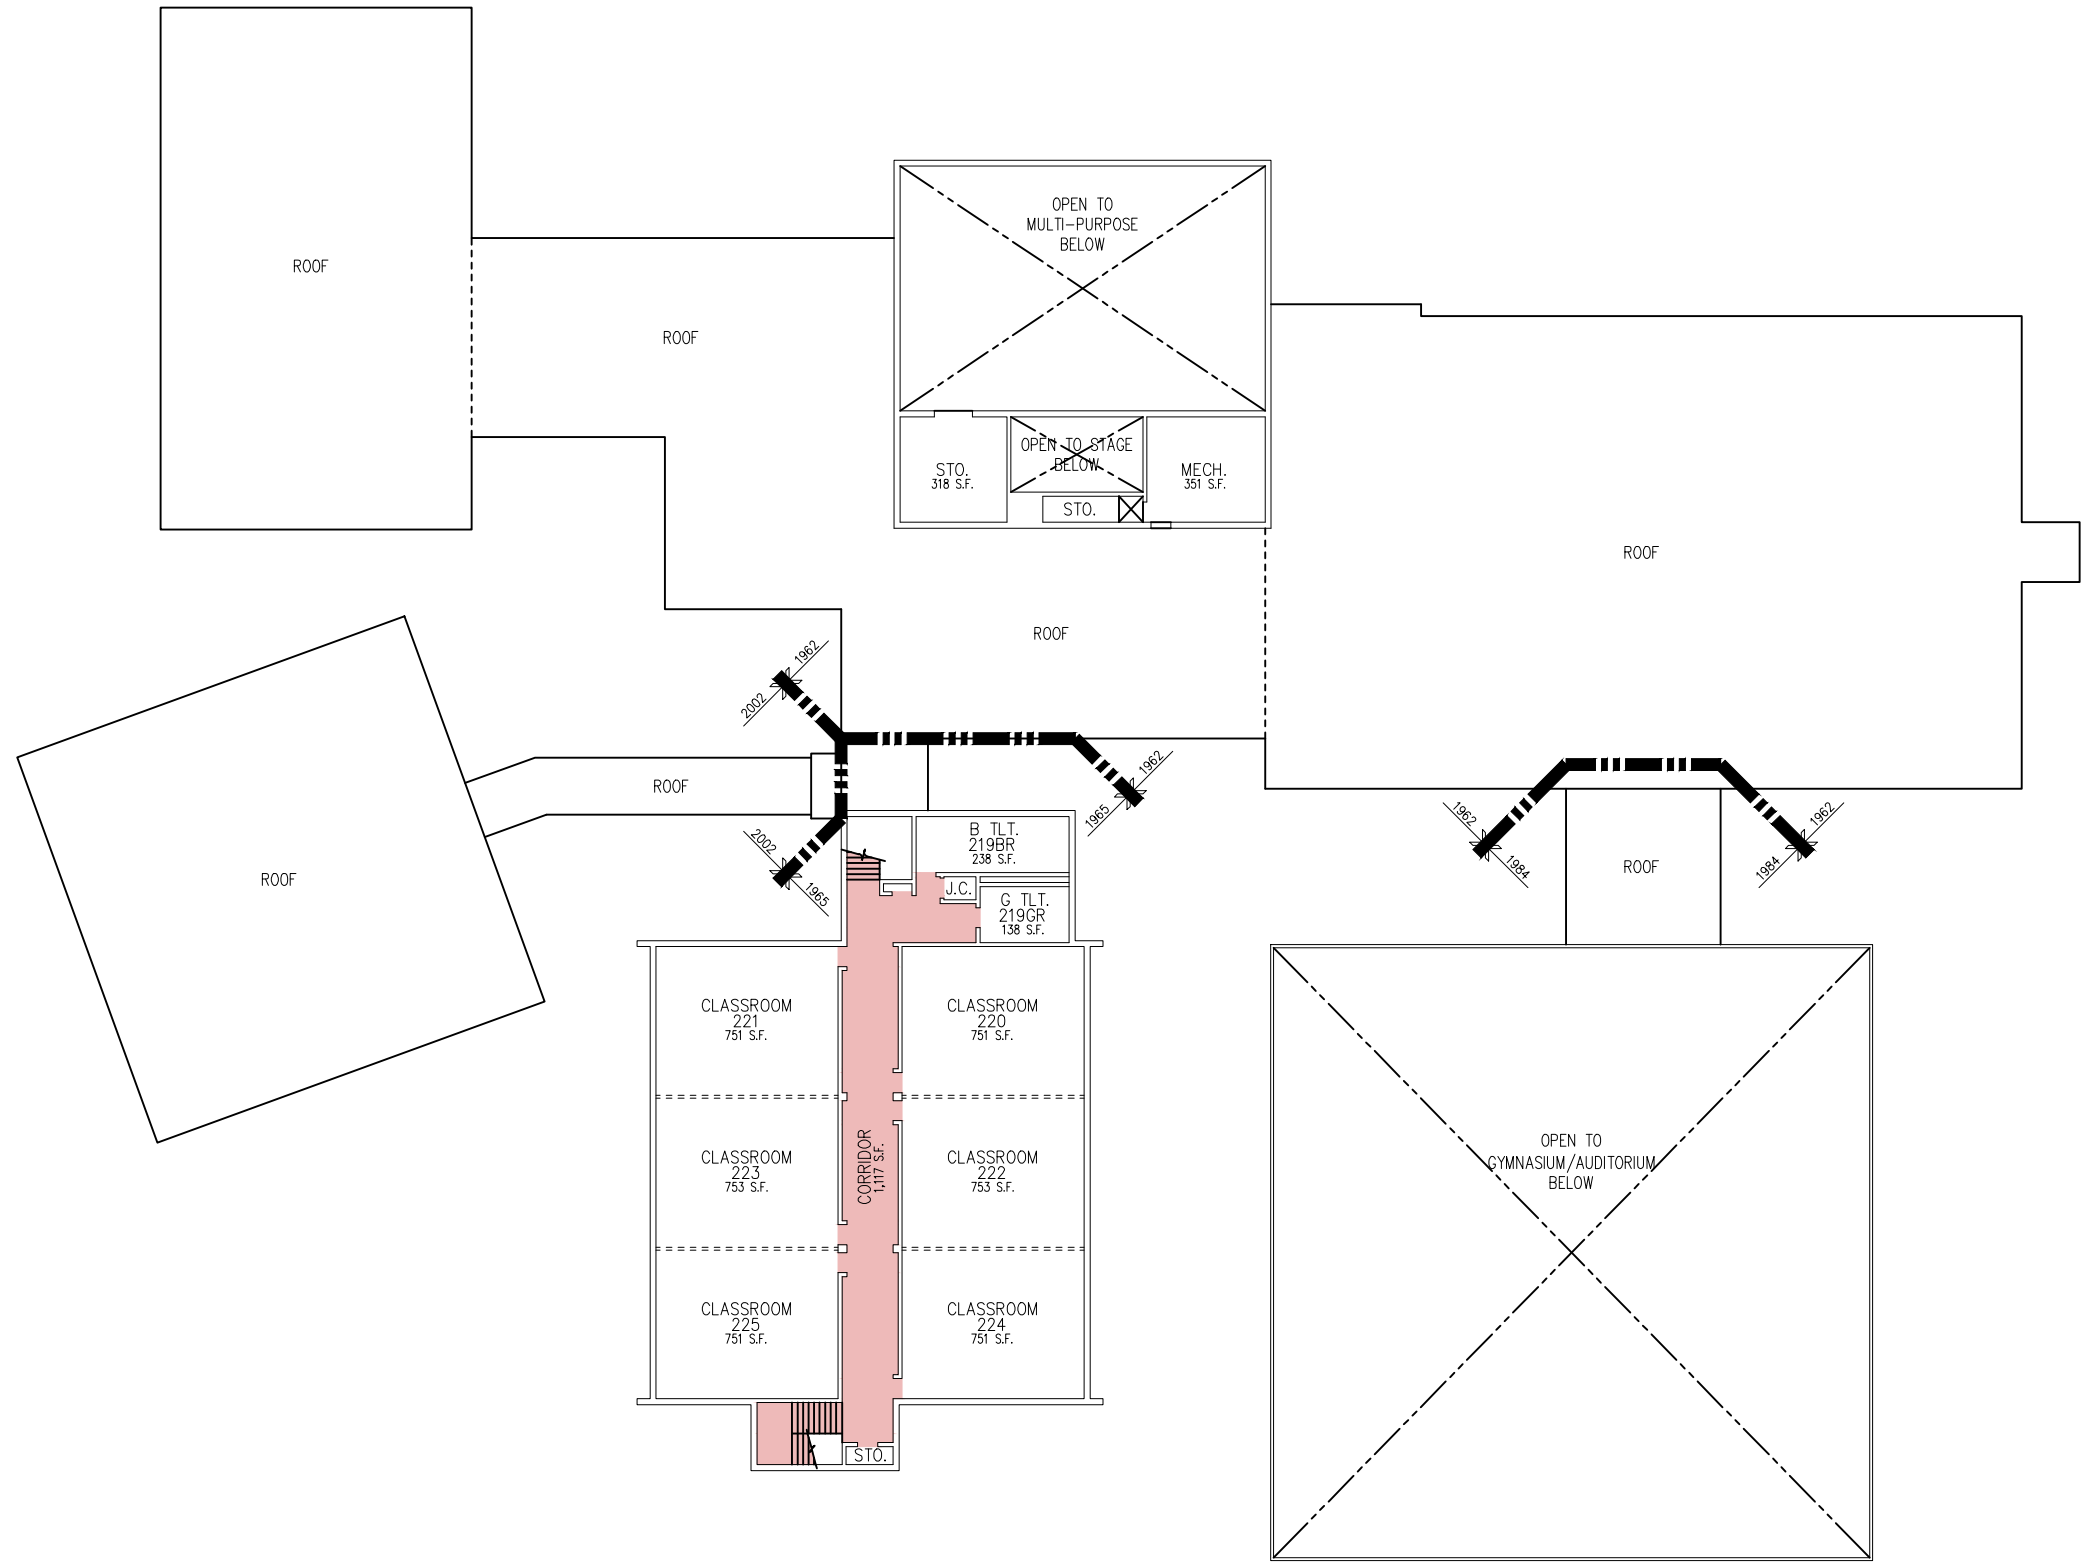 OPEN TO
MULTI-PURPOSE
BELOW
ROOF
ROOF
OPEN TO STAGE
BELOW
STO.
318 S.F.
MECH.
351 S.F.
STO.
ROOF
ROOF
1962
2002
1962
1965
ROOF
2002
1965
1962
1984
1962
1984
ROOF
ROOF
B TLT.
219BR
238 S.F.
J.C.
G TLT.
219GR
138 S.F.
CLASSROOM
221
751 S.F.
CLASSROOM
220
751 S.F.
CORRIDOR
1,117 S.F.
CLASSROOM
223
753 S.F.
CLASSROOM
222
753 S.F.
OPEN TO
GYMNASIUM/AUDITORIUM
BELOW
CLASSROOM
225
751 S.F.
CLASSROOM
224
751 S.F.
STO.